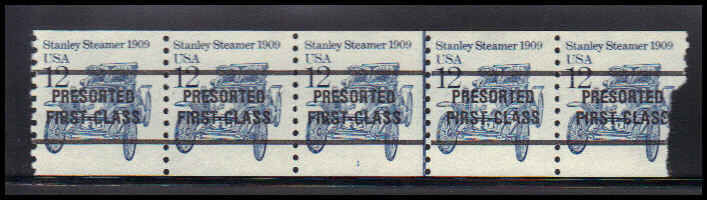 Stanley Steamer 1909 Stanley Steamer 1909 Stanley Steamer 1909 Stanley Steamer 1909 Stanley Steamer 1909
USA USA USA USA USA
12 12 12 12 12
PRESORTED PRESORTED PRESORTED PRESORTED PRESORTED
FIRST-CLASS FIRST-CLASS FIRST-CLASS FIRST-CLASS FIRST-CLASS
1